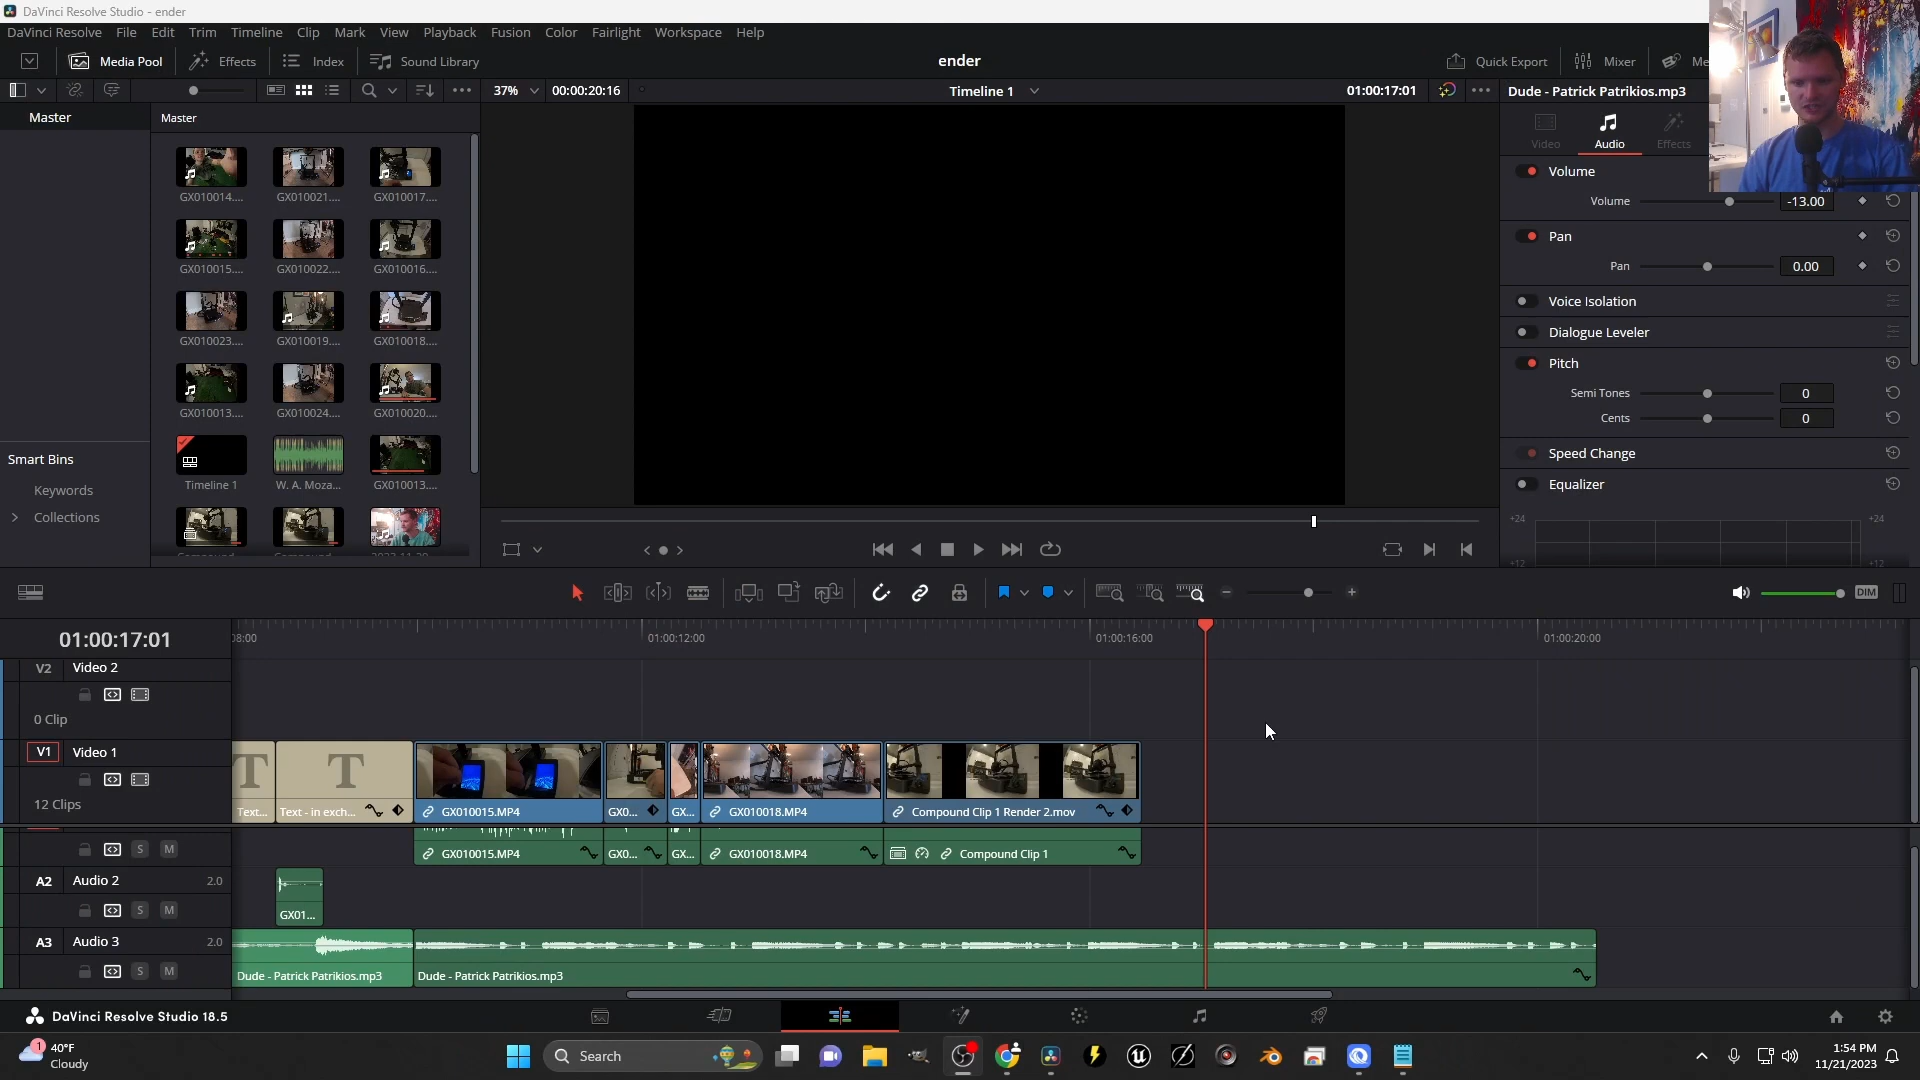 DaVinci Resolve Studio - ender
DaVinci Resolve File Edit Trim Timeline Clip Mark View Playback Fusion Color Fairlight Workspace Help
Media Pool Effects Index Sound Library ender Quick Export Mixer
37% 00:00:20:16 Timeline 1 01:00:17:01 Dude - Patrick Patrikios.mp3
Master Master
Video Audio Effects
GX010014.... GX010021.... GX010017....
Volume
Volume -13.00
Pan
GX010015.... GX010022.... GX010016....
Pan 0.00
Voice Isolation
Dialogue Leveler
GX010023.... GX010019.... GX010018....
Pitch
Semi Tones 0
GX010013.... GX010024.... GX010020....
Cents 0
Speed Change
Smart Bins
Timeline 1 W. A. Moza... GX010013....
Equalizer
Keywords
Collections
+24 +24
+12 +12
DIM
01:00:17:01
08:00 01:00:12:00 01:00:16:00 01:00:20:00
V2 Video 2
0 Clip
V1 Video 1
T T
12 Clips
Text... Text - in exch... GX010015.MP4 GX0... GX... GX010018.MP4 Compound Clip 1 Render 2.mov
S M
GX010015.MP4 GX0... GX... GX010018.MP4 Compound Clip 1
A2 Audio 2 2.0
S M
GX01...
A3 Audio 3 2.0
S M
Dude - Patrick Patrikios.mp3 Dude - Patrick Patrikios.mp3
DaVinci Resolve Studio 18.5
1
40°F
Cloudy
Search
1:54 PM
11/21/2023